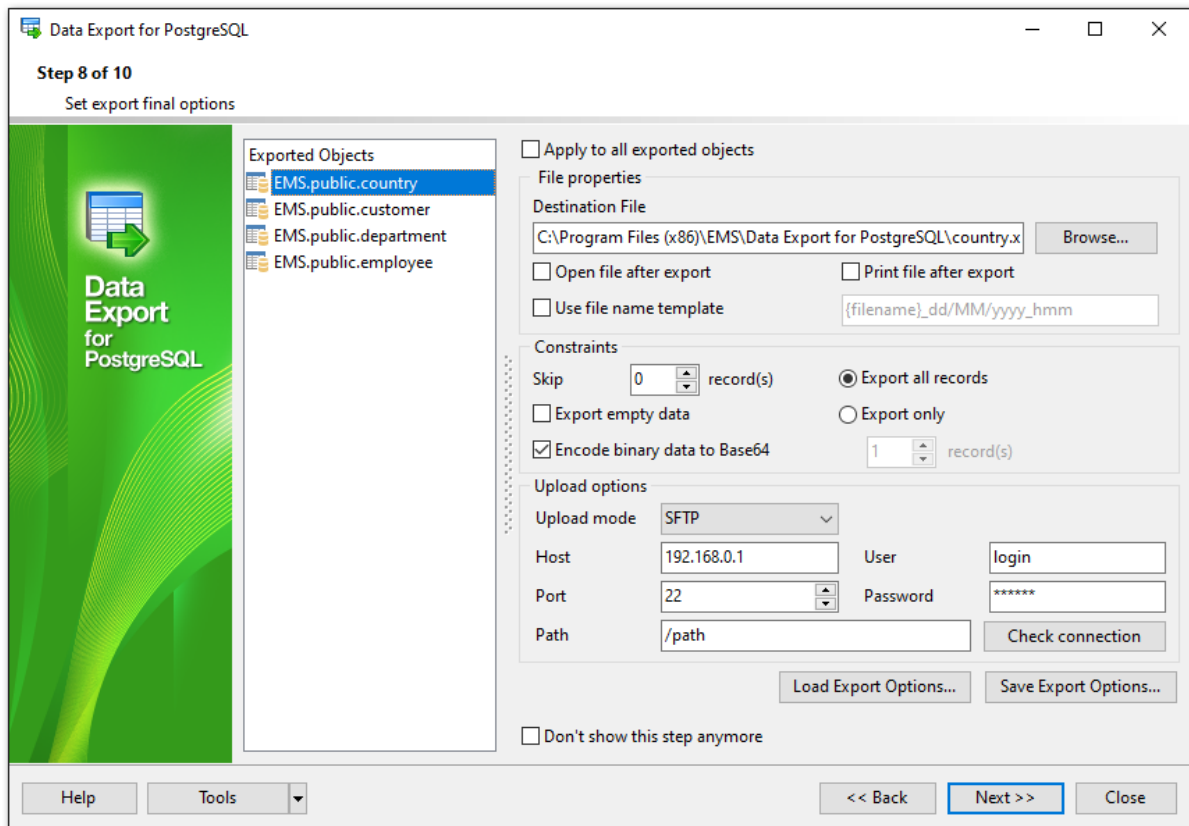 Data Export for PostgreSQL
Step 8 of 10
Set export final options
Data
Export
for
PostgreSQL
Exported Objects
EMS.public.country
EMS.public.customer
EMS.public.department
EMS.public.employee
Apply to all exported objects
File properties
Destination File
C:\Program Files (x86)\EMS\Data Export for PostgreSQL\country.x Browse...
Open file after export Print file after export
Use file name template {filename}_dd/MM/yyyy_hmm
Constraints
Skip 0 record(s) Export all records
Export empty data Export only
Encode binary data to Base64 1 record(s)
Upload options
Upload mode SFTP
Host 192.168.0.1 User login
Port 22 Password ******
Path /path Check connection
Load Export Options... Save Export Options...
Don't show this step anymore
Help Tools << Back Next >> Close